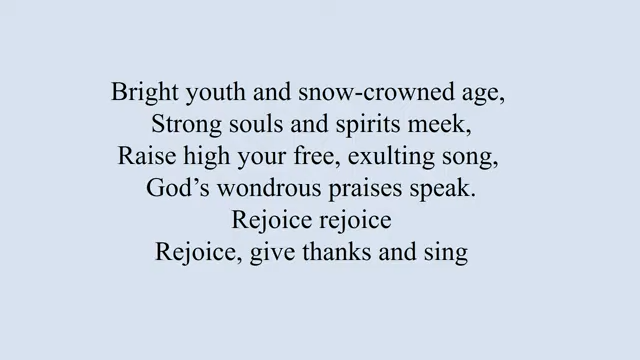 Bright youth and snow-crowned age,
Strong souls and spirits meek,
Raise high your free, exulting song,
God’s wondrous praises speak.
Rejoice rejoice
Rejoice, give thanks and sing